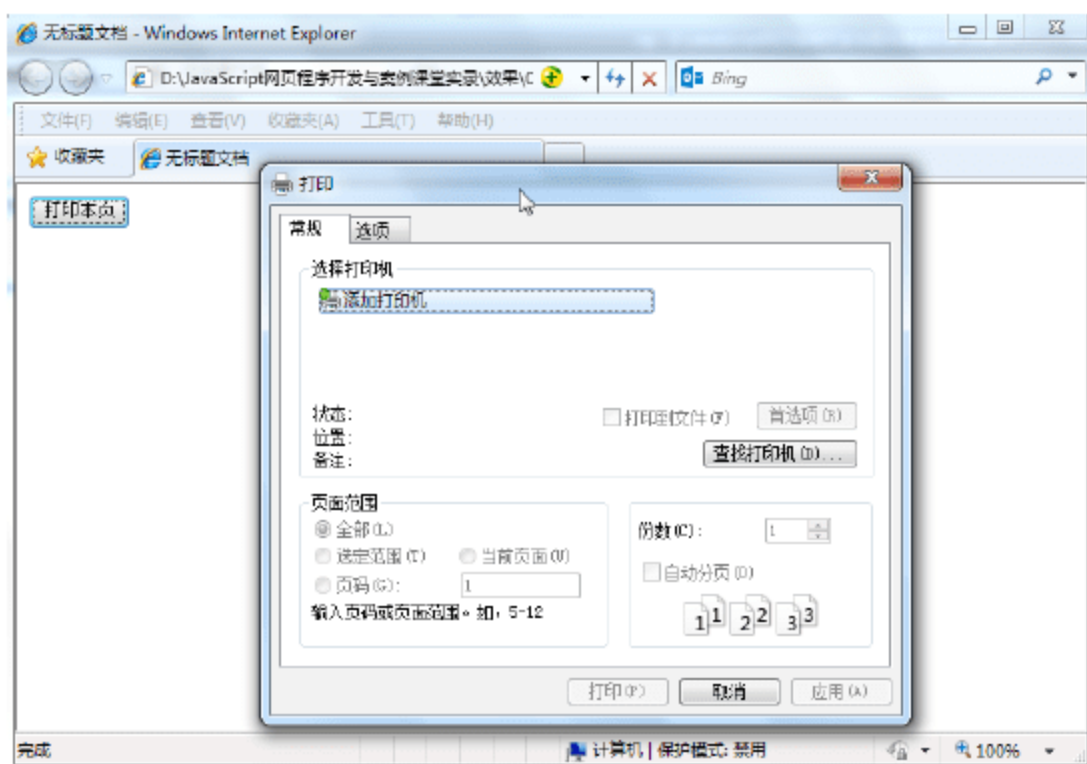 无标题文档 - Windows Internet Explorer
D:\JavaScript网页程序开发与案例课堂实录\效果\C
Bing
文件(F) 编辑(E) 查看(V) 收藏夹(A) 工具(T) 帮助(H)
收藏夹 无标题文档
打印本页
打印
常规 选项
选择打印机
添加打印机
状态:
打印到文件(F) 首选项(R)
位置:
备注:
查找打印机(D)...
页面范围
全部(L)
选定范围(T) 当前页面(U)
页码(G): 1
输入页码或页面范围。如，5-12
份数(C): 1
自动分页(O)
1 1 2 2 3 3
打印(P) 取消 应用(A)
完成 计算机 | 保护模式: 禁用 100%